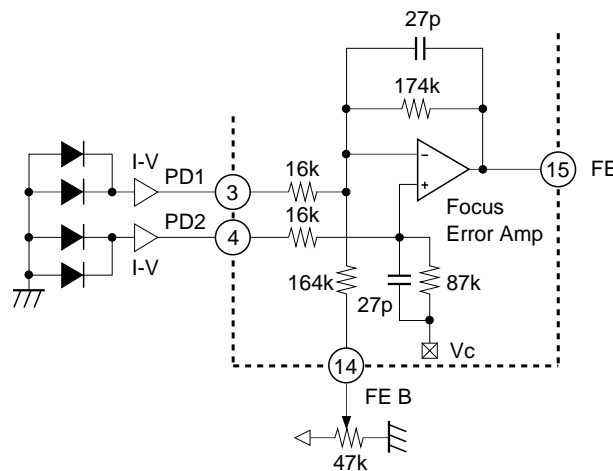 27p
174k
I-V
PD1
3
16k
−
+
15
FE
PD2
4
16k
Focus
Error Amp
I-V
164k
27p
87k
Vc
14
FE B
47k